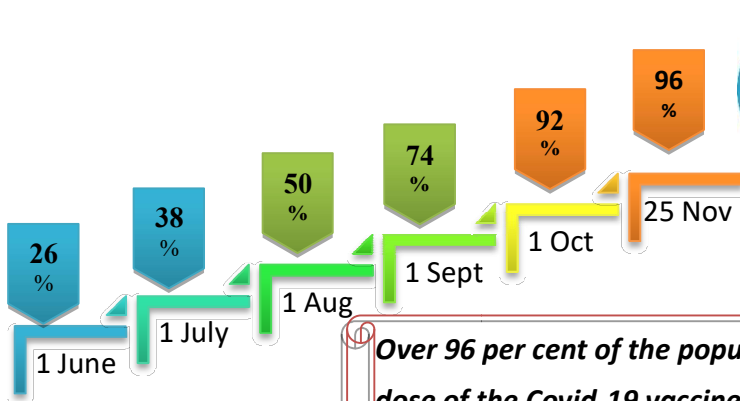 26
%
1 June
38
%
1 July
50
%
1 Aug
74
%
1 Sept
92
%
1 Oct
96
%
25 Nov
Over 96 per cent of the popu
dose of the Covid-19 vaccine